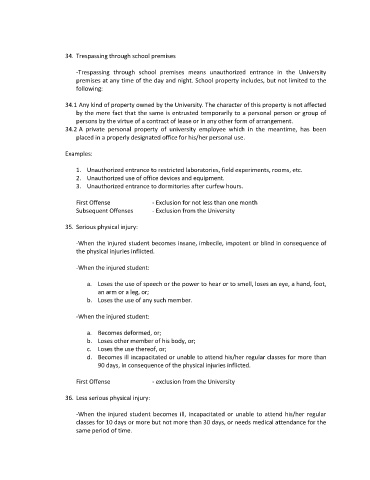 34. Trespassing through school premises
-Trespassing through school premises means unauthorized entrance in the University
premises at any time of the day and night. School property includes, but not limited to the
following:
34.1 Any kind of property owned by the University. The character of this property is not affected
by the mere fact that the same is entrusted temporarily to a personal person or group of
persons by the virtue of a contract of lease or in any other form of arrangement.
34.2 A private personal property of university employee which in the meantime, has been
placed in a properly designated office for his/her personal use.
Examples:
1. Unauthorized entrance to restricted laboratories, field experiments, rooms, etc.
2. Unauthorized use of office devices and equipment.
3. Unauthorized entrance to dormitories after curfew hours.
First Offense - Exclusion for not less than one month
Subsequent Offenses - Exclusion from the University
35. Serious physical injury:
-When the injured student becomes insane, imbecile, impotent or blind in consequence of
the physical injuries inflicted.
-When the injured student:
a. Loses the use of speech or the power to hear or to smell, loses an eye, a hand, foot,
an arm or a leg, or;
b. Loses the use of any such member.
-When the injured student:
a. Becomes deformed, or;
b. Loses other member of his body, or;
c. Loses the use thereof, or;
d. Becomes ill incapacitated or unable to attend his/her regular classes for more than
90 days, in consequence of the physical injuries inflicted.
First Offense - exclusion from the University
36. Less serious physical injury:
-When the injured student becomes ill, incapacitated or unable to attend his/her regular
classes for 10 days or more but not more than 30 days, or needs medical attendance for the
same period of time.